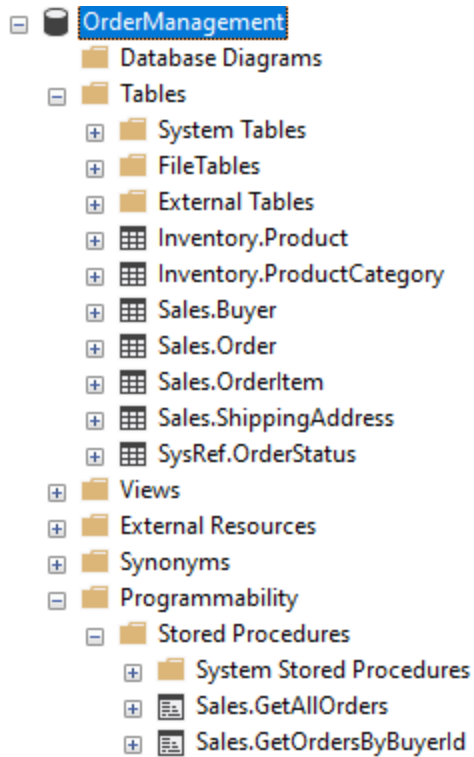 OrderManagement
Database Diagrams
Tables
System Tables
FileTables
External Tables
Inventory.Product
Inventory.ProductCategory
Sales.Buyer
Sales.Order
Sales.OrderItem
Sales.ShippingAddress
SysRef.OrderStatus
Views
External Resources
Synonyms
Programmability
Stored Procedures
System Stored Procedures
Sales.GetAllOrders
Sales.GetOrdersByBuyerId